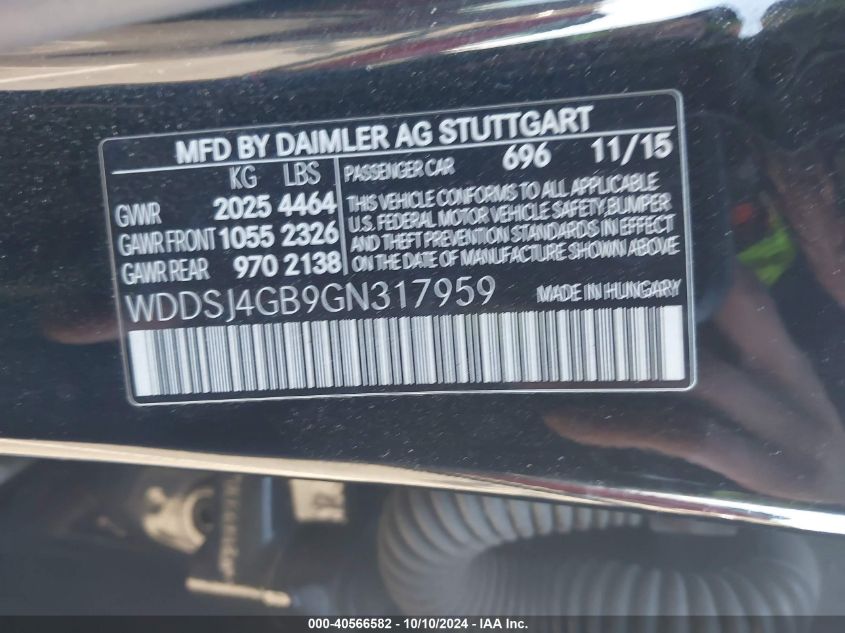 MFD BY DAIMLER AG STUTTGART
KG LBS PASSENGER CAR 696 11/15
GVWR 2025 4464 THIS VEHICLE CONFORMS TO ALL APPLICABLE
U.S. FEDERAL MOTOR VEHICLE SAFETY, BUMPER
GAWR FRONT 1055 2326 AND THEFT PREVENTION STANDARDS IN EFFECT
GAWR REAR 970 2138 ON THE DATE OF MANUFACTURE SHOWN ABOVE
WDDSJ4GB9GN317959 MADE IN HUNGARY
000-40566582 - 10/10/2024 - IAA Inc.